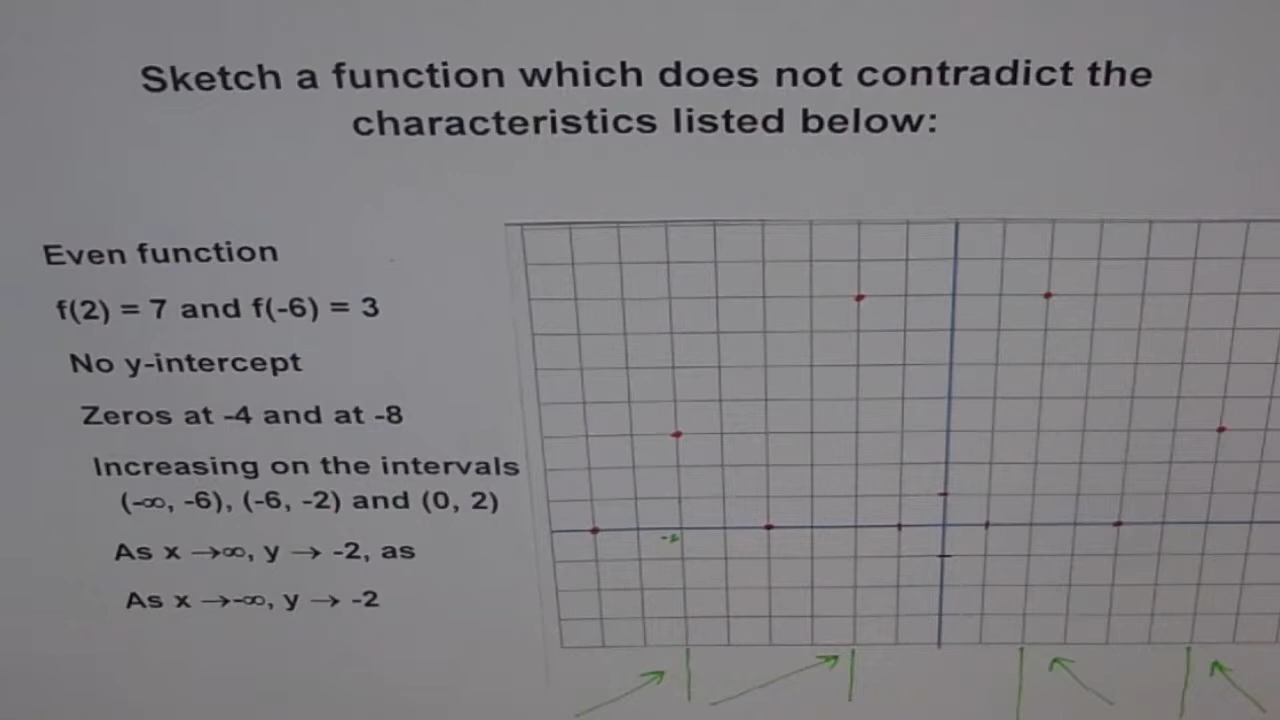 Sketch a function which does not contradict the
characteristics listed below:
Even function
f(2) = 7 and f(-6) = 3
No y-intercept
Zeros at -4 and at -8
Increasing on the intervals
(-∞, -6), (-6, -2) and (0, 2)
As x →∞, y → -2, as
As x →-∞, y → -2